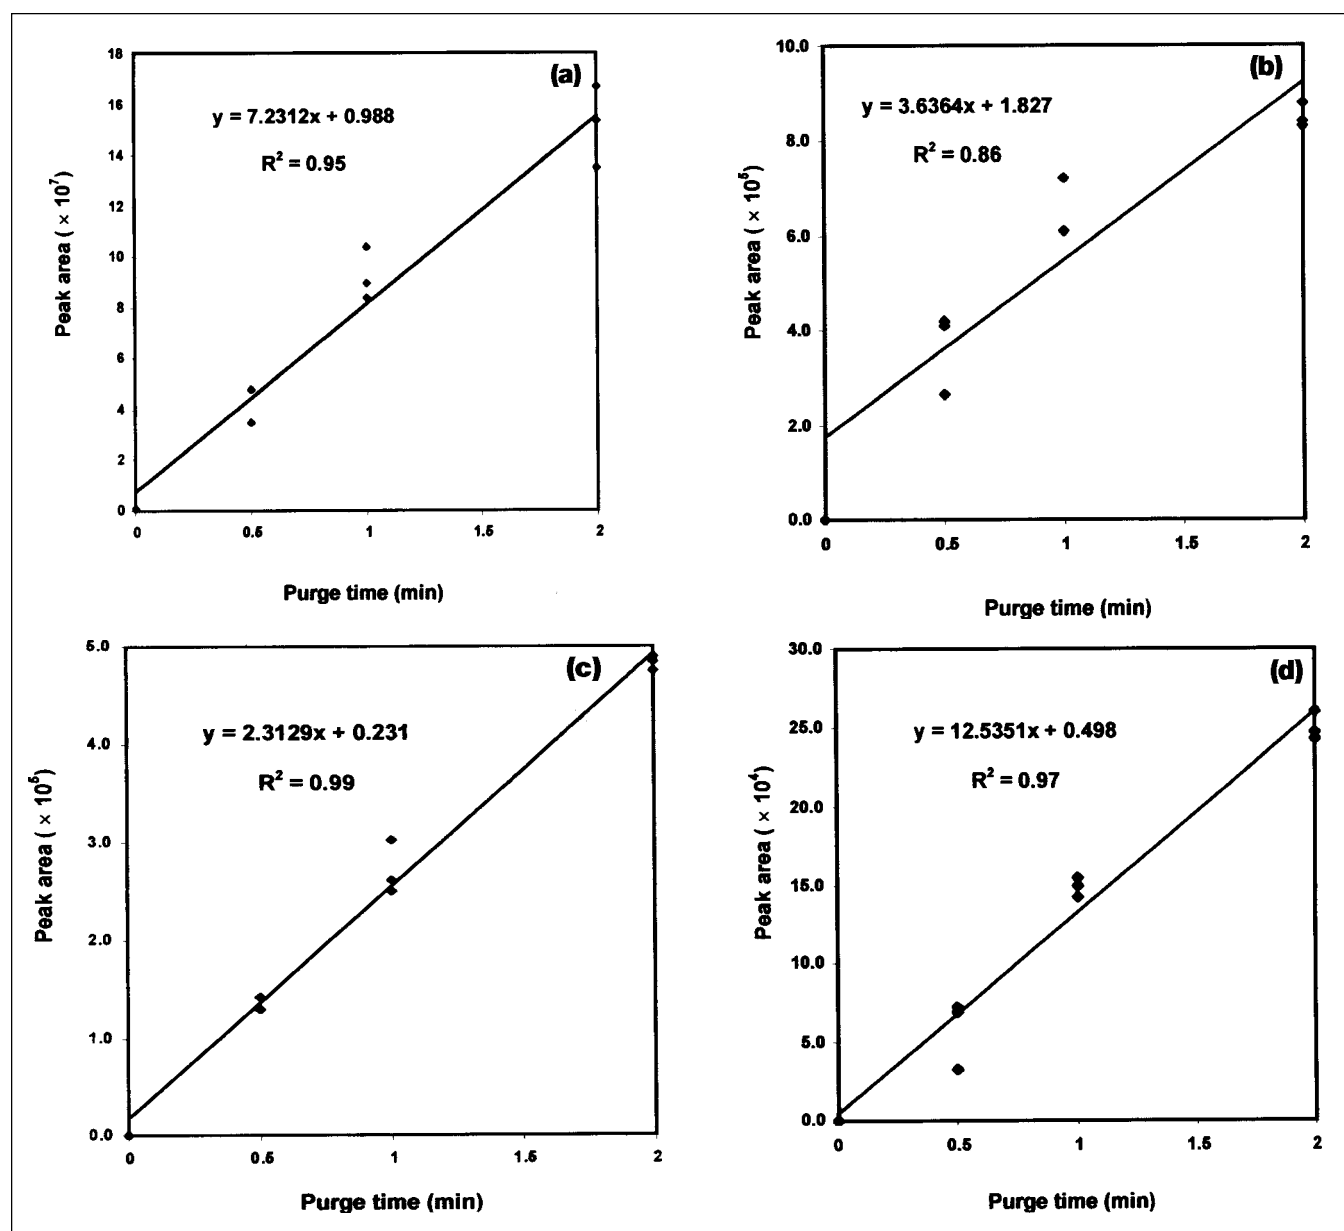 (a)
y = 7.2312x + 0.988
R² = 0.95
Peak area ( × 10⁷)
18
16
14
12
10
8
6
4
2
0
0 0.5 1 1.5 2
Purge time (min)
(b)
y = 3.6364x + 1.827
R² = 0.86
Peak area ( × 10⁵)
10.0
8.0
6.0
4.0
2.0
0.0
0 0.5 1 1.5 2
Purge time (min)
(c)
y = 2.3129x + 0.231
R² = 0.99
Peak area ( × 10⁵)
5.0
4.0
3.0
2.0
1.0
0.0
0 0.5 1 1.5 2
Purge time (min)
(d)
y = 12.5351x + 0.498
R² = 0.97
Peak area ( × 10⁴)
30.0
25.0
20.0
15.0
10.0
5.0
0.0
0 0.5 1 1.5 2
Purge time (min)